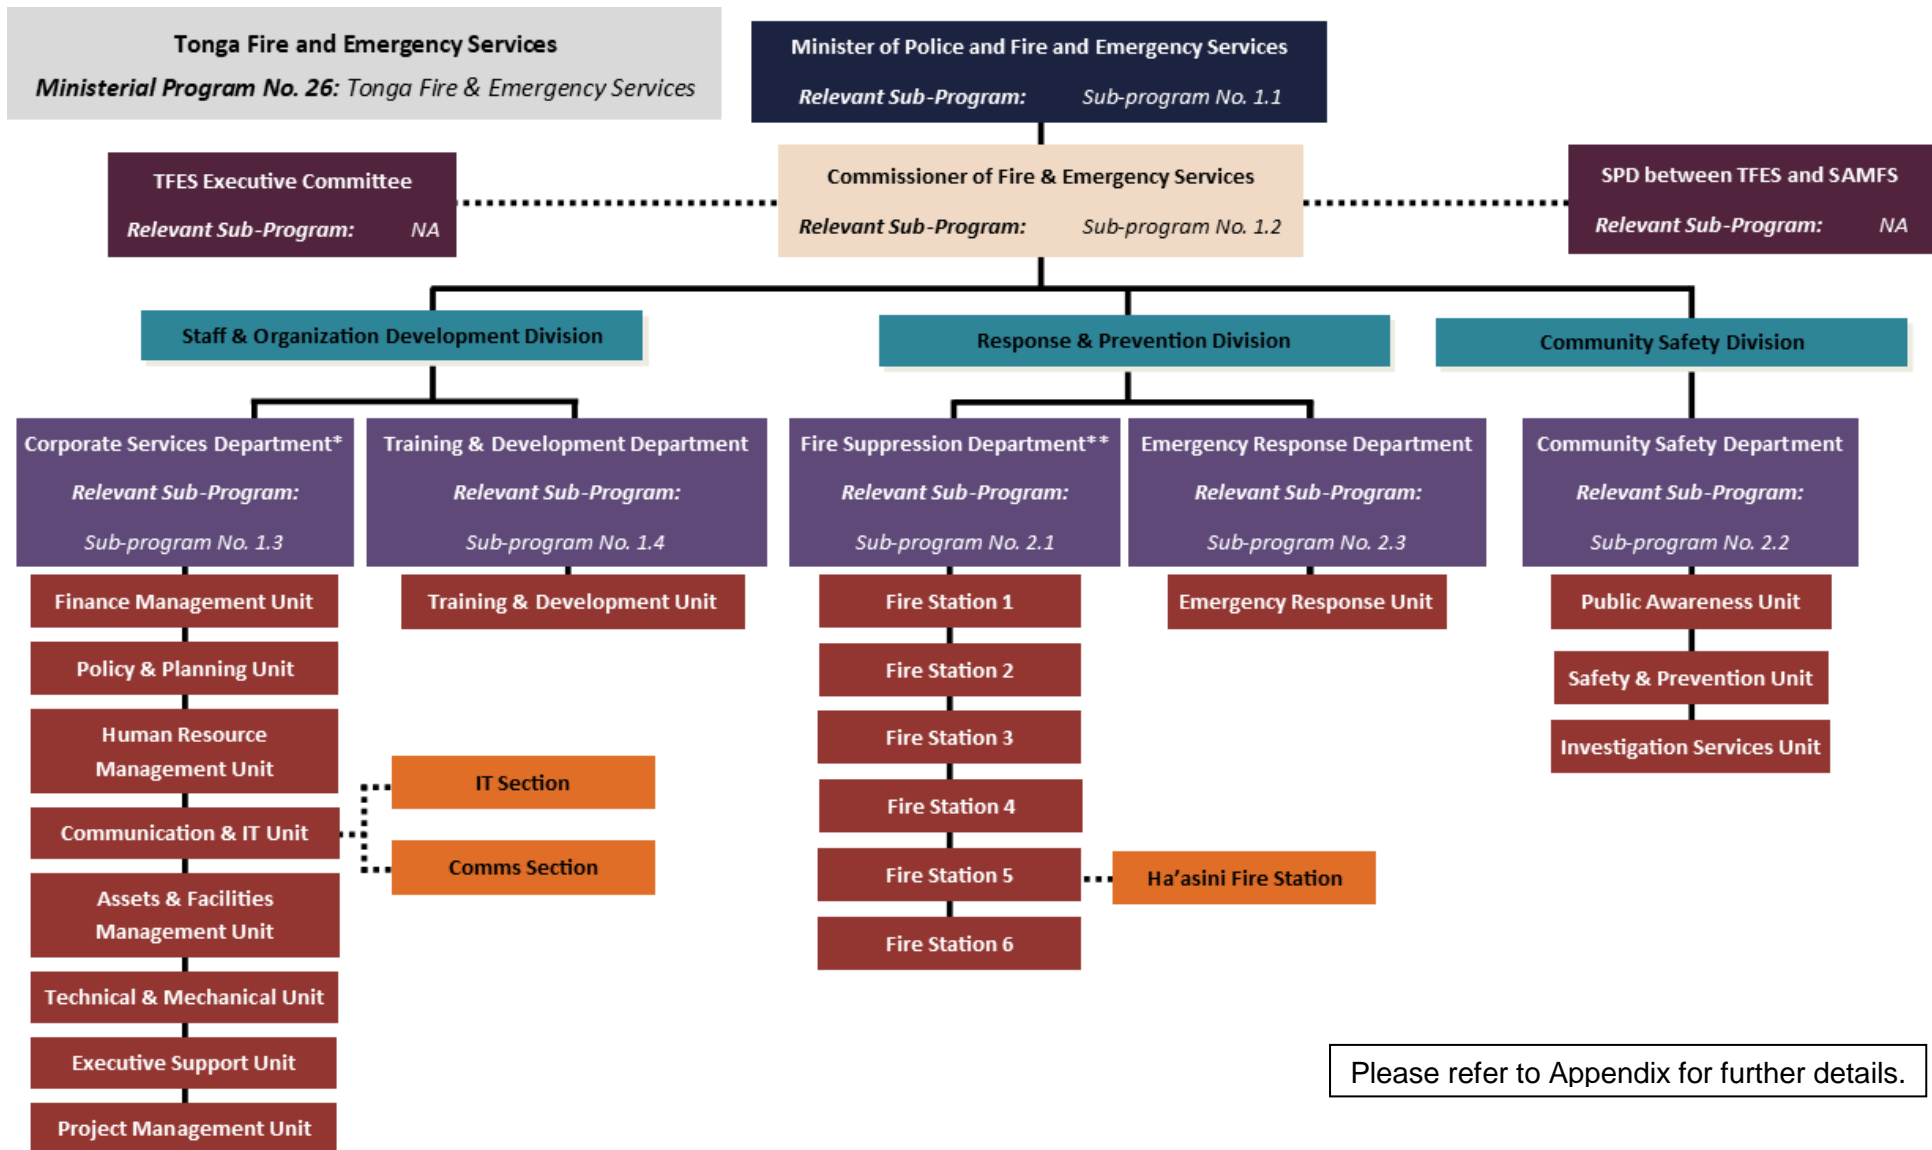 Tonga Fire and Emergency Services
Ministerial Program No. 26: Tonga Fire & Emergency Services
Minister of Police and Fire and Emergency Services
Relevant Sub-Program: Sub-program No. 1.1
TFES Executive Committee
Relevant Sub-Program: NA
Commissioner of Fire & Emergency Services
Relevant Sub-Program: Sub-program No. 1.2
SPD between TFES and SAMFS
Relevant Sub-Program: NA
Staff & Organization Development Division
Response & Prevention Division
Community Safety Division
Corporate Services Department*
Relevant Sub-Program:
Sub-program No. 1.3
Training & Development Department
Relevant Sub-Program:
Sub-program No. 1.4
Fire Suppression Department**
Relevant Sub-Program:
Sub-program No. 2.1
Emergency Response Department
Relevant Sub-Program:
Sub-program No. 2.3
Community Safety Department
Relevant Sub-Program:
Sub-program No. 2.2
Finance Management Unit
Policy & Planning Unit
Human Resource
Management Unit
Communication & IT Unit
IT Section
Comms Section
Assets & Facilities
Management Unit
Technical & Mechanical Unit
Executive Support Unit
Project Management Unit
Training & Development Unit
Fire Station 1
Fire Station 2
Fire Station 3
Fire Station 4
Fire Station 5
Ha'asini Fire Station
Fire Station 6
Emergency Response Unit
Public Awareness Unit
Safety & Prevention Unit
Investigation Services Unit
Please refer to Appendix for further details.